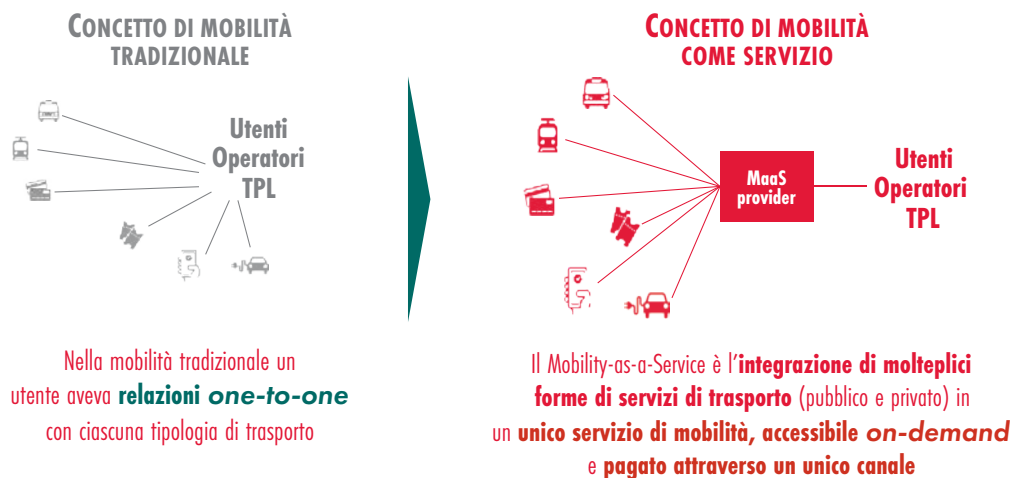 CONCETTO DI MOBILITÀ
TRADIZIONALE
Utenti
Operatori
TPL
Nella mobilità tradizionale un
utente aveva relazioni one-to-one
con ciascuna tipologia di trasporto
CONCETTO DI MOBILITÀ
COME SERVIZIO
MaaS
provider
Utenti
Operatori
TPL
Il Mobility-as-a-Service è l'integrazione di molteplici
forme di servizi di trasporto (pubblico e privato) in
un unico servizio di mobilità, accessibile on-demand
e pagato attraverso un unico canale